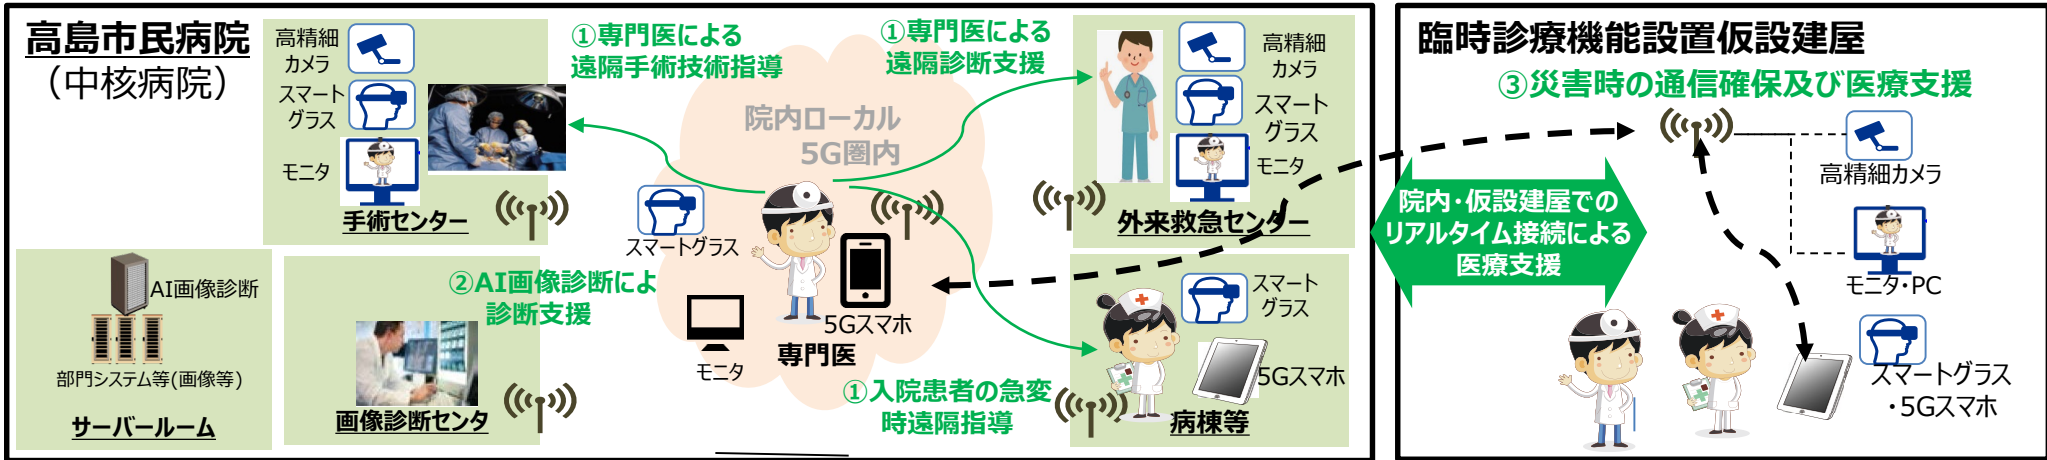 高島市民病院
（中核病院）
高精細
カメラ
スマート
グラス
モニタ
手術センター
①専門医による
遠隔手術技術指導
①専門医による
遠隔診断支援
院内ローカル
5G圏内
高精細
カメラ
スマート
グラス
モニタ
外来救急センター
AI画像診断
部門システム等(画像等)
サーバールーム
②AI画像診断によ
診断支援
画像診断センタ
スマートグラス
モニタ
5Gスマホ
専門医
①入院患者の急変
時遠隔指導
スマート
グラス
5Gスマホ
病棟等
院内・仮設建屋での
リアルタイム接続による
医療支援
臨時診療機能設置仮設建屋
③災害時の通信確保及び医療支援
高精細カメラ
モニタ・PC
スマートグラス
・5Gスマホ